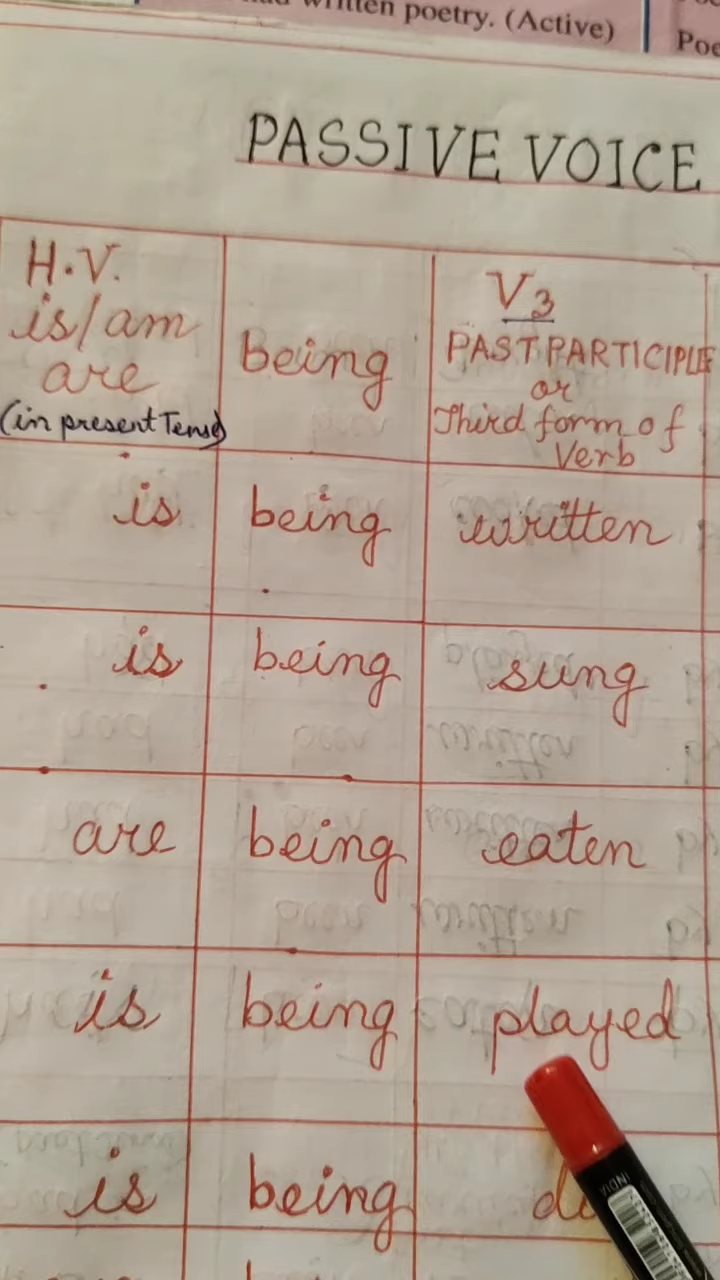 written poetry. (Active)
PASSIVE VOICE
H.V.
is/am
are
(in present Tense)
being
V3
PAST PARTICIPLE
or
Third form of
Verb
is being written
is being sung
are being eaten
is being played
is being
INDIA